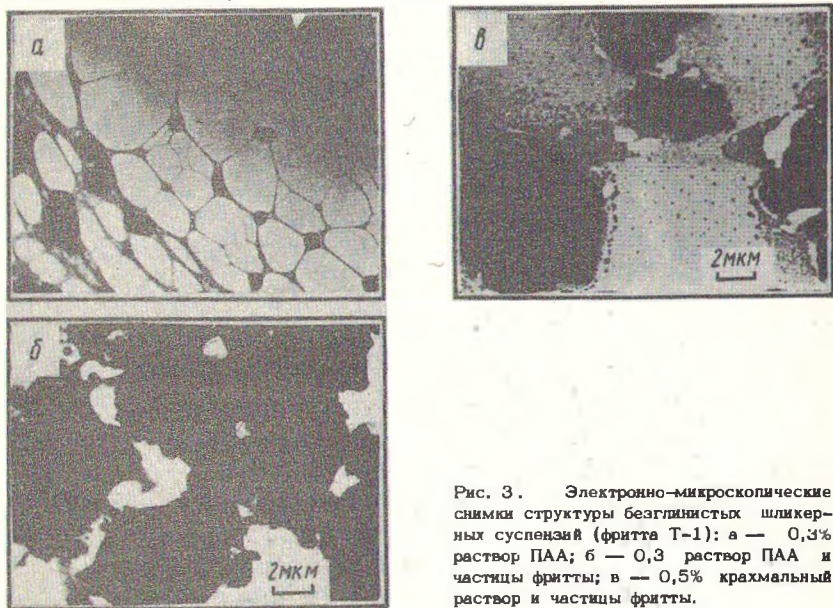 а
в
2мкм
б
2мкм
Рис. 3. Электронно-микроскопические
снимки структуры безглинистых шликер-
ных суспензий (фритта Т-1): а — 0,3%
раствор ПАА; б — 0,3 раствор ПАА и
частицы фритты; в — 0,5% крахмальный
раствор и частицы фритты.